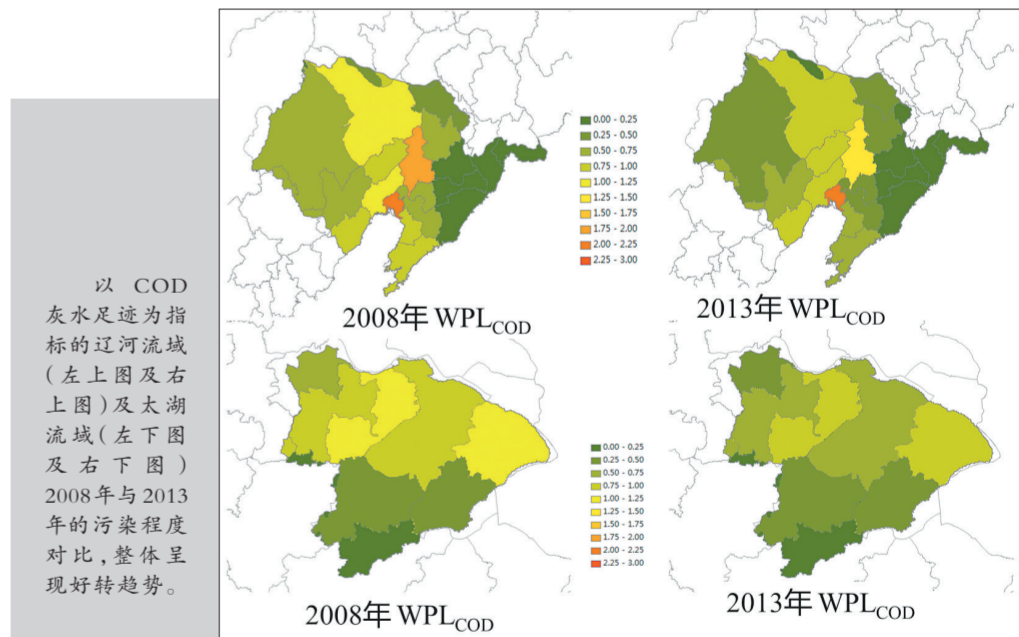 以 COD
灰水足迹为指
标的辽河流域
(左上图及右
上图)及太湖
流域(左下图
及右下图)
2008年与2013
年的污染程度
对比,整体呈
现好转趋势。
0.00 - 0.25
0.25 - 0.50
0.50 - 0.75
0.75 - 1.00
1.00 - 1.25
1.25 - 1.50
1.50 - 1.75
1.75 - 2.00
2.00 - 2.25
2.25 - 3.00
2008年 WPLCOD
2013年 WPLCOD
0.00 - 0.25
0.25 - 0.50
0.50 - 0.75
0.75 - 1.00
1.00 - 1.25
1.25 - 1.50
1.50 - 1.75
1.75 - 2.00
2.00 - 2.25
2.25 - 3.00
2008年 WPLCOD
2013年 WPLCOD